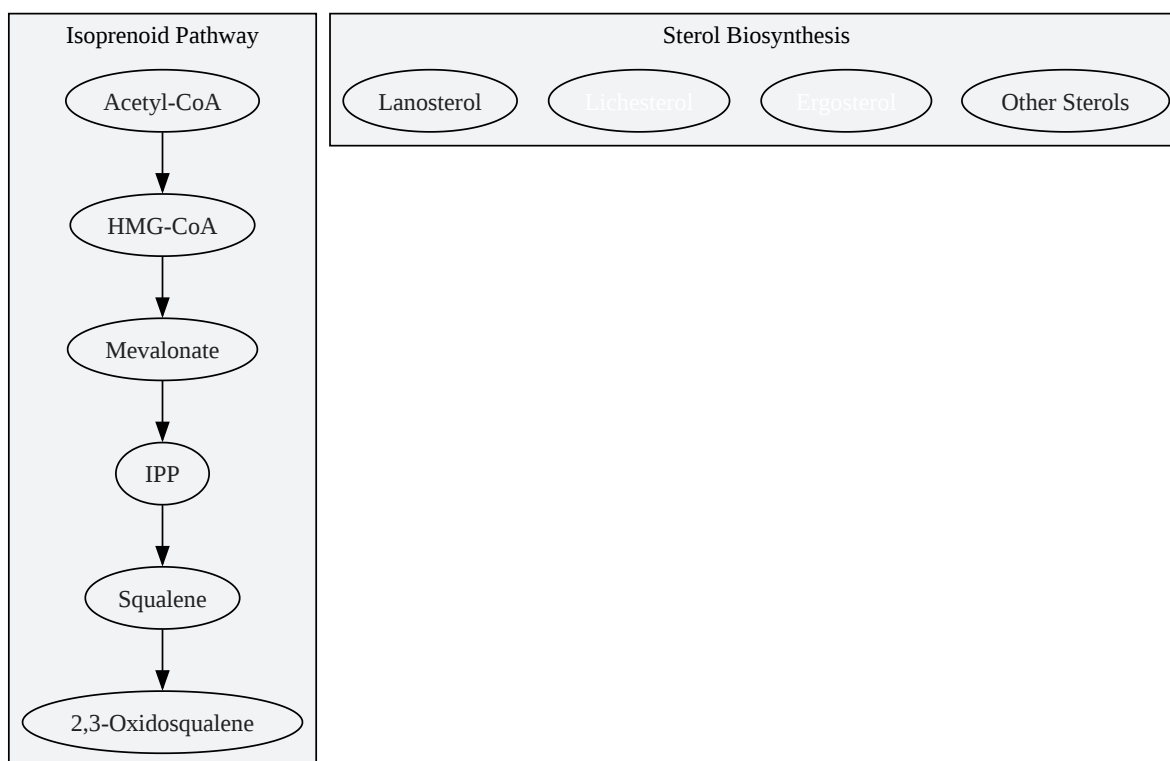 Isoprenoid Pathway
Acetyl-CoA
HMG-CoA
Mevalonate
IPP
Squalene
2,3-Oxidosqualene
Sterol Biosynthesis
Lanosterol
Lichesterol
Ergosterol
Other Sterols